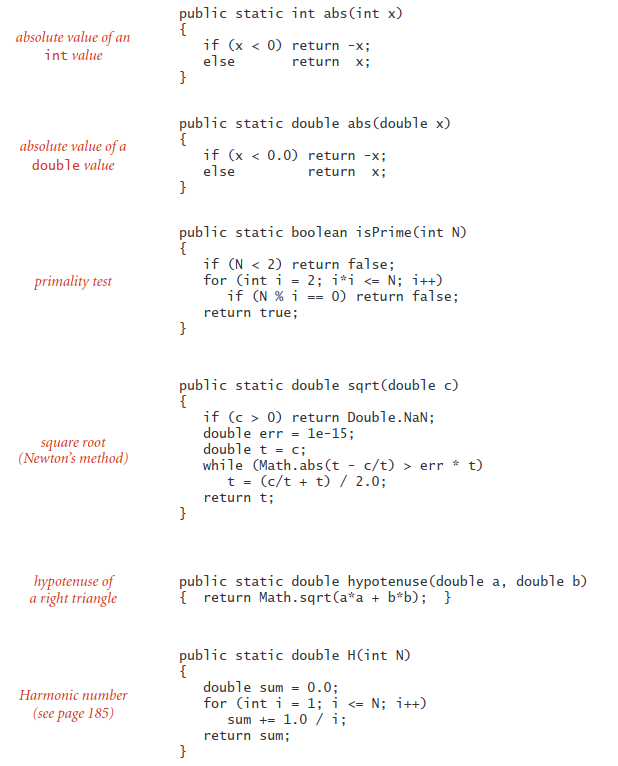 absolute value of an
int value
public static int abs(int x)
{
   if (x < 0) return -x;
   else       return  x;
}
absolute value of a
double value
public static double abs(double x)
{
   if (x < 0.0) return -x;
   else         return  x;
}
primality test
public static boolean isPrime(int N)
{
   if (N < 2) return false;
   for (int i = 2; i*i <= N; i++)
      if (N % i == 0) return false;
   return true;
}
square root
(Newton's method)
public static double sqrt(double c)
{
   if (c > 0) return Double.NaN;
   double err = 1e-15;
   double t = c;
   while (Math.abs(t - c/t) > err * t)
      t = (c/t + t) / 2.0;
   return t;
}
hypotenuse of
a right triangle
public static double hypotenuse(double a, double b)
{  return Math.sqrt(a*a + b*b);  }
Harmonic number
(see page 185)
public static double H(int N)
{
   double sum = 0.0;
   for (int i = 1; i <= N; i++)
      sum += 1.0 / i;
   return sum;
}